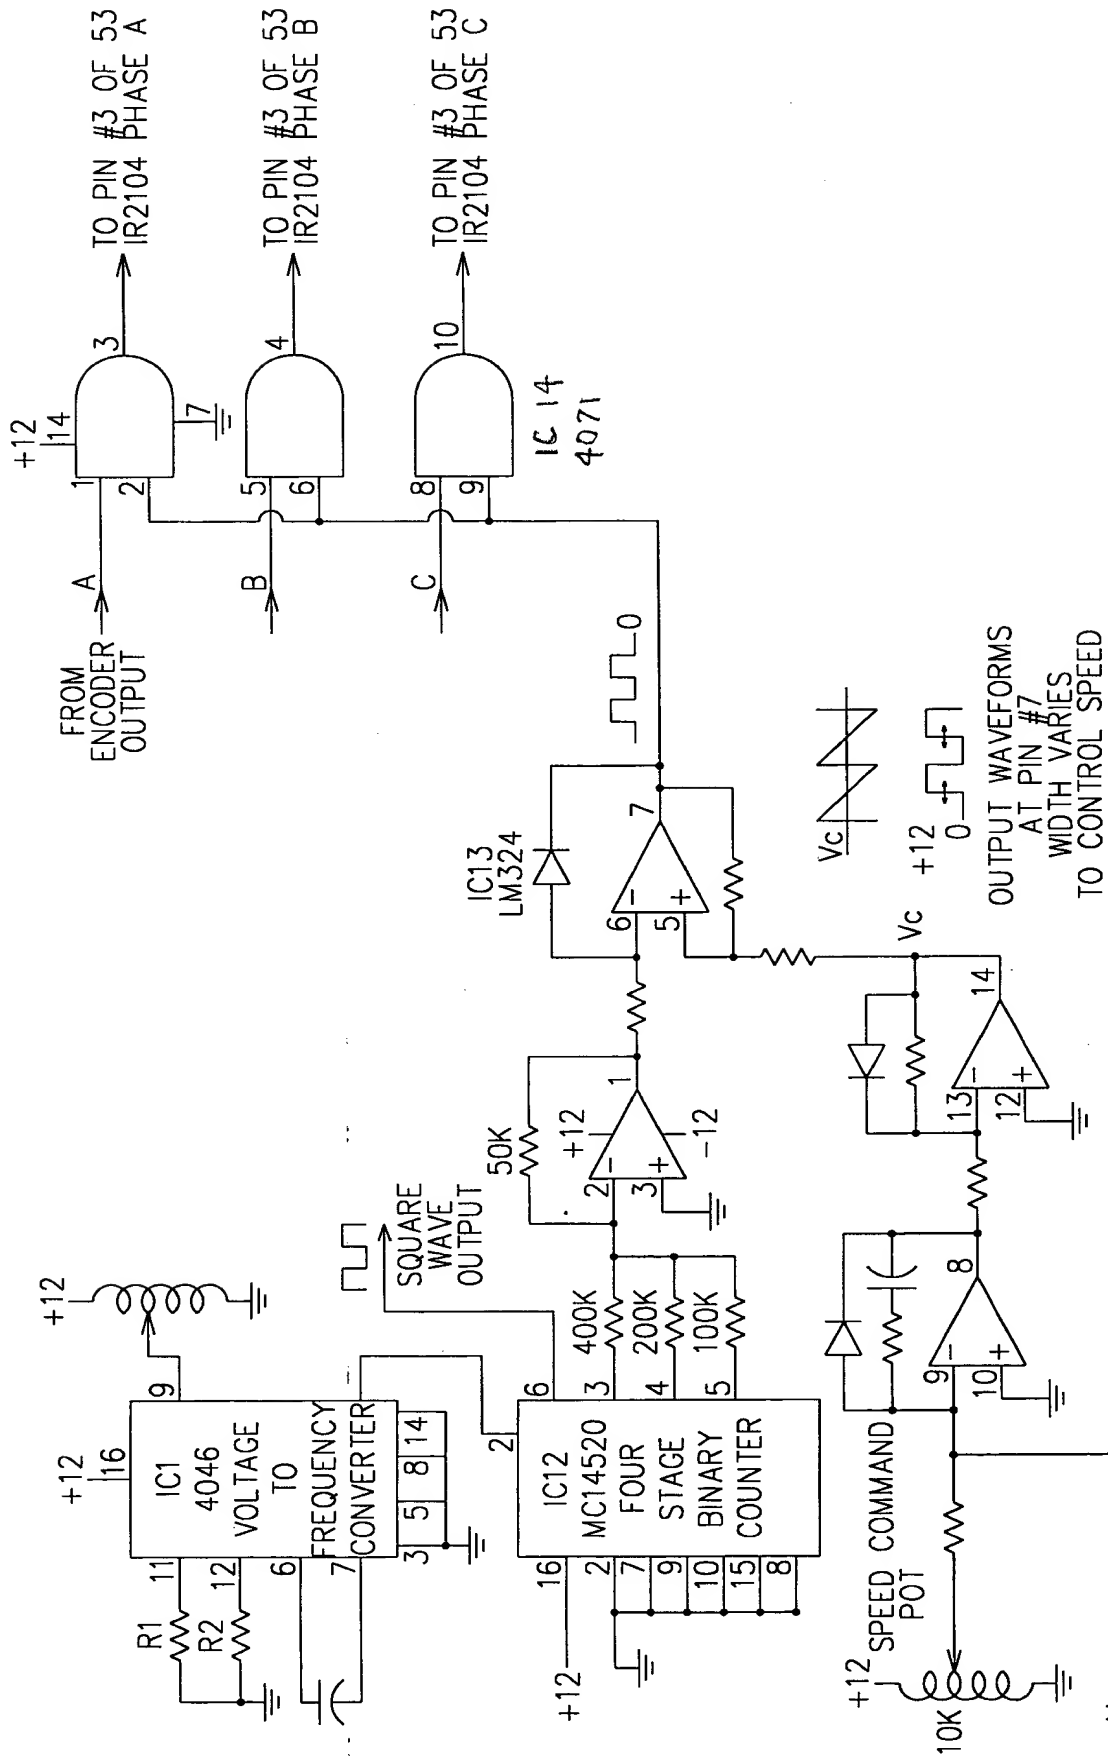 +12
16
IC1
4046
VOLTAGE
TO
FREQUENCY
CONVERTER
11
12
6
7
R1
R2
9
+12
3
5
8
14
2
SQUARE
WAVE
OUTPUT
IC12
MC14520
FOUR
STAGE
BINARY
COUNTER
+12
16
2
7
9
10
15
8
6
3
4
5
400K
200K
100K
50K
+12
-12
2
3
1
-
+
IC13
LM324
6
5
7
-
+
0
FROM
ENCODER
OUTPUT
A
B
C
+12
14
1
2
7
3
5
6
4
8
9
10
IC 14
4071
TO PIN #3 OF 53
IR2104 PHASE A
TO PIN #3 OF 53
IR2104 PHASE B
TO PIN #3 OF 53
IR2104 PHASE C
+12
SPEED COMMAND
POT
10K
9
10
8
-
+
13
12
14
-
+
Vc
Vc
+12
0
OUTPUT WAVEFORMS
AT PIN #7
WIDTH VARIES
TO CONTROL SPEED